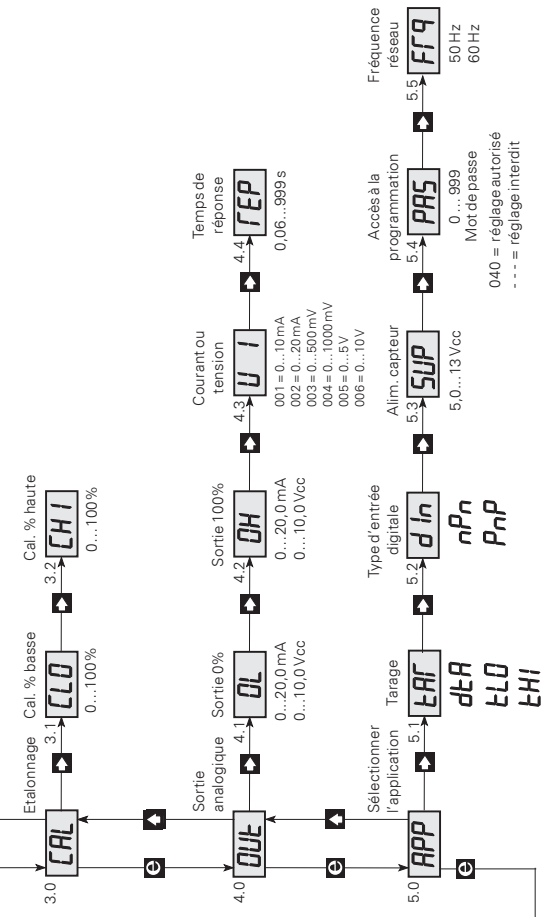 Etalonnage
3.0
CAL
e
3.1
Cal. % basse
CLO
0...100%
3.2
Cal. % haute
CHI
0...100%
Sortie
analogique
4.0
OUt
e
4.1
Sortie 0%
OL
0...20,0 mA
0...10,0 Vcc
4.2
Sortie 100%
OH
0...20,0 mA
0...10,0 Vcc
4.3
Courant ou
tension
U I
001 = 0...10 mA
002 = 0...20 mA
003 = 0...500 mV
004 = 0...1000 mV
005 = 0...5 V
006 = 0...10 V
4.4
Temps de
réponse
rEP
0,06...999 s
Sélectionner
l'application
5.0
APP
e
5.1
Tarage
tAr
dtA
tLO
tHI
5.2
Type d'entrée
digitale
dIn
nPn
PnP
5.3
Alim. capteur
SUP
5,0...13 Vcc
5.4
Accès à la
programmation
PAS
0 ... 999
Mot de passe
040 = réglage autorisé
- - - = réglage interdit
5.5
Fréquence
réseau
Frq
50 Hz
60 Hz